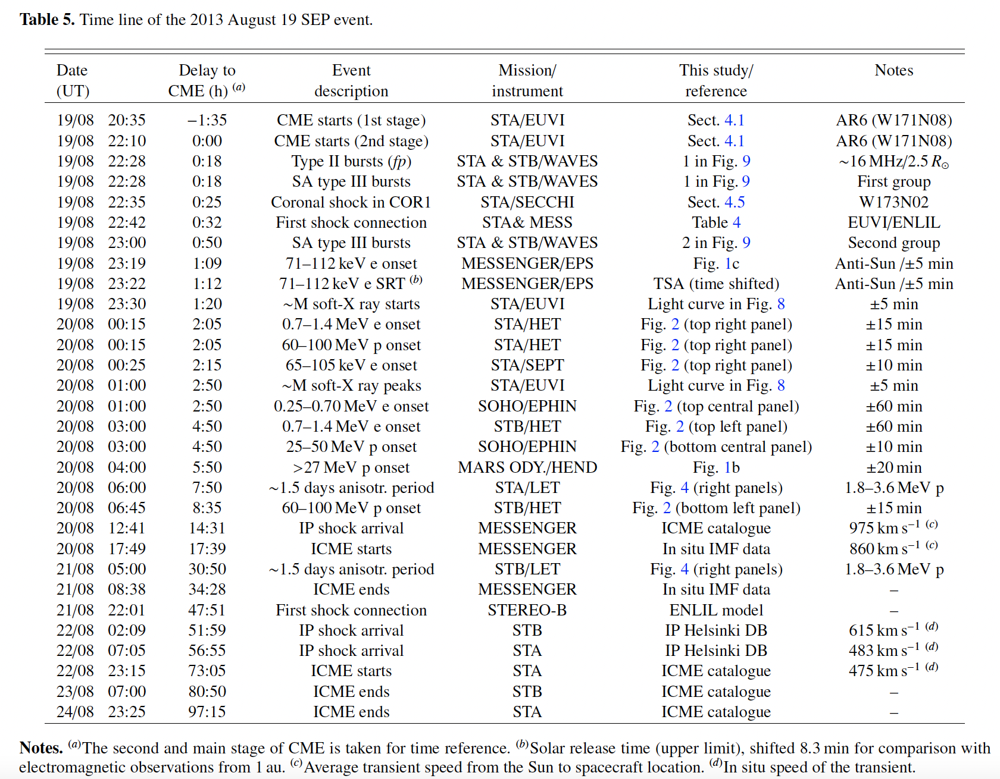 Table 5. Time line of the 2013 August 19 SEP event.
Date Delay to Event Mission/ This study/ Notes
(UT) CME (h) (a) description instrument reference
19/08 20:35 −1:35 CME starts (1st stage) STA/EUVI Sect. 4.1 AR6 (W171N08)
19/08 22:10 0:00 CME starts (2nd stage) STA/EUVI Sect. 4.1 AR6 (W171N08)
19/08 22:28 0:18 Type II bursts (fp) STA & STB/WAVES 1 in Fig. 9 ~16 MHz/2.5 R⊙
19/08 22:28 0:18 SA type III bursts STA & STB/WAVES 1 in Fig. 9 First group
19/08 22:35 0:25 Coronal shock in COR1 STA/SECCHI Sect. 4.5 W173N02
19/08 22:42 0:32 First shock connection STA& MESS Table 4 EUVI/ENLIL
19/08 23:00 0:50 SA type III bursts STA & STB/WAVES 2 in Fig. 9 Second group
19/08 23:19 1:09 71–112 keV e onset MESSENGER/EPS Fig. 1c Anti-Sun /±5 min
19/08 23:22 1:12 71–112 keV e SRT (b) MESSENGER/EPS TSA (time shifted) Anti-Sun /±5 min
19/08 23:30 1:20 ~M soft-X ray starts STA/EUVI Light curve in Fig. 8 ±5 min
20/08 00:15 2:05 0.7–1.4 MeV e onset STA/HET Fig. 2 (top right panel) ±15 min
20/08 00:15 2:05 60–100 MeV p onset STA/HET Fig. 2 (top right panel) ±15 min
20/08 00:25 2:15 65–105 keV e onset STA/SEPT Fig. 2 (top right panel) ±10 min
20/08 01:00 2:50 ~M soft-X ray peaks STA/EUVI Light curve in Fig. 8 ±5 min
20/08 01:00 2:50 0.25–0.70 MeV e onset SOHO/EPHIN Fig. 2 (top central panel) ±60 min
20/08 03:00 4:50 0.7–1.4 MeV e onset STB/HET Fig. 2 (top left panel) ±60 min
20/08 03:00 4:50 25–50 MeV p onset SOHO/EPHIN Fig. 2 (bottom central panel) ±10 min
20/08 04:00 5:50 >27 MeV p onset MARS ODY./HEND Fig. 1b ±20 min
20/08 06:00 7:50 ~1.5 days anisotr. period STA/LET Fig. 4 (right panels) 1.8–3.6 MeV p
20/08 06:45 8:35 60–100 MeV p onset STB/HET Fig. 2 (bottom left panel) ±15 min
20/08 12:41 14:31 IP shock arrival MESSENGER ICME catalogue 975 km s−1 (c)
20/08 17:49 17:39 ICME starts MESSENGER In situ IMF data 860 km s−1 (c)
21/08 05:00 30:50 ~1.5 days anisotr. period STB/LET Fig. 4 (right panels) 1.8–3.6 MeV p
21/08 08:38 34:28 ICME ends MESSENGER In situ IMF data –
21/08 22:01 47:51 First shock connection STEREO-B ENLIL model –
22/08 02:09 51:59 IP shock arrival STB IP Helsinki DB 615 km s−1 (d)
22/08 07:05 56:55 IP shock arrival STA IP Helsinki DB 483 km s−1 (d)
22/08 23:15 73:05 ICME starts STA ICME catalogue 475 km s−1 (d)
23/08 07:00 80:50 ICME ends STB ICME catalogue –
24/08 23:25 97:15 ICME ends STA ICME catalogue –
Notes. (a)The second and main stage of CME is taken for time reference. (b)Solar release time (upper limit), shifted 8.3 min for comparison with
electromagnetic observations from 1 au. (c)Average transient speed from the Sun to spacecraft location. (d)In situ speed of the transient.